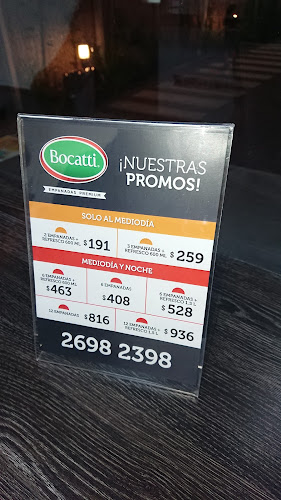 Bocatti.
EMPANADAS PREMIUM
¡NUESTRAS
PROMOS!
SOLO AL MEDIODÍA
2 EMPANADAS +
REFRESCO 600 ML
$ 191
3 EMPANADAS +
REFRESCO 600 ML
$ 259
MEDIODÍA Y NOCHE
6 EMPANADAS +
REFRESCO 600 ML
$ 463
6 EMPANADAS
$ 408
6 EMPANADAS +
REFRESCO 1.5 L
$ 528
12 EMPANADAS
$ 816
12 EMPANADAS +
REFRESCO 1.5 L
$ 936
2698 2398